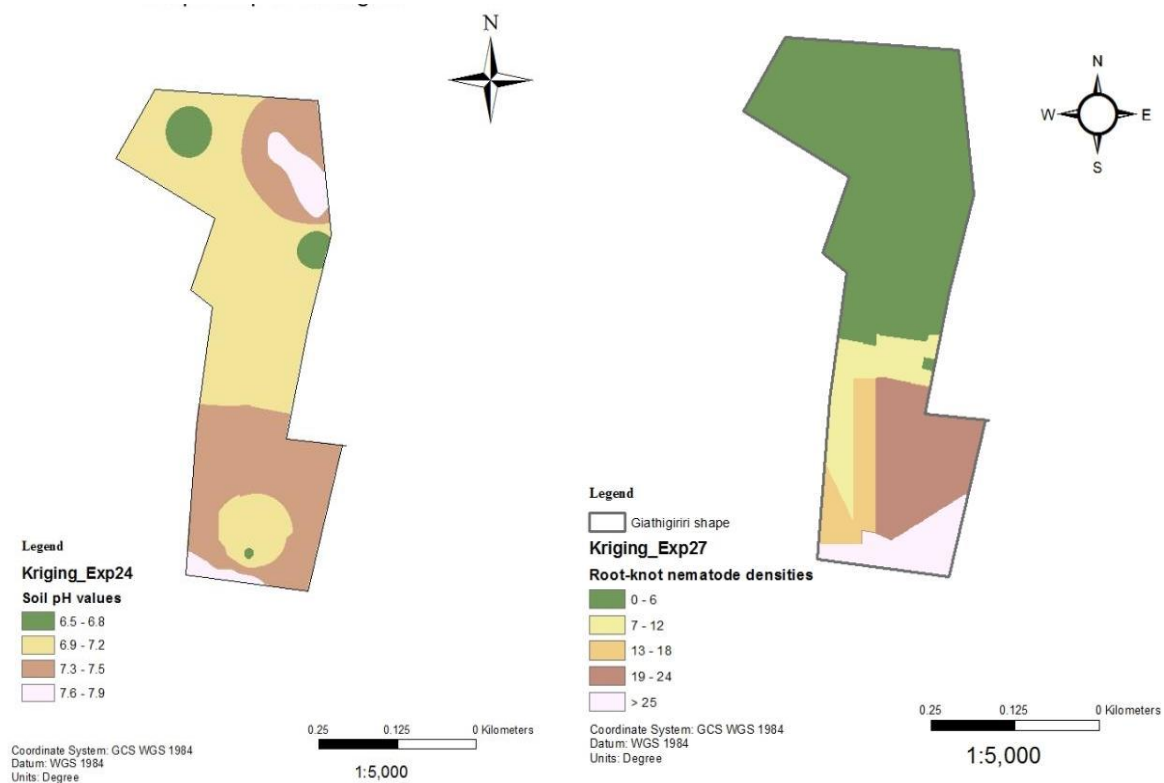 N
Legend
Kriging_Exp24
Soil pH values
6.5 - 6.8
6.9 - 7.2
7.3 - 7.5
7.6 - 7.9
0.25 0.125 0 Kilometers
Coordinate System: GCS WGS 1984
Datum: WGS 1984
Units: Degree
1:5,000
N
W E
S
Legend
Giathigiriri shape
Kriging_Exp27
Root-knot nematode densities
0 - 6
7 - 12
13 - 18
19 - 24
> 25
0.25 0.125 0 Kilometers
Coordinate System: GCS WGS 1984
Datum: WGS 1984
Units: Degree
1:5,000